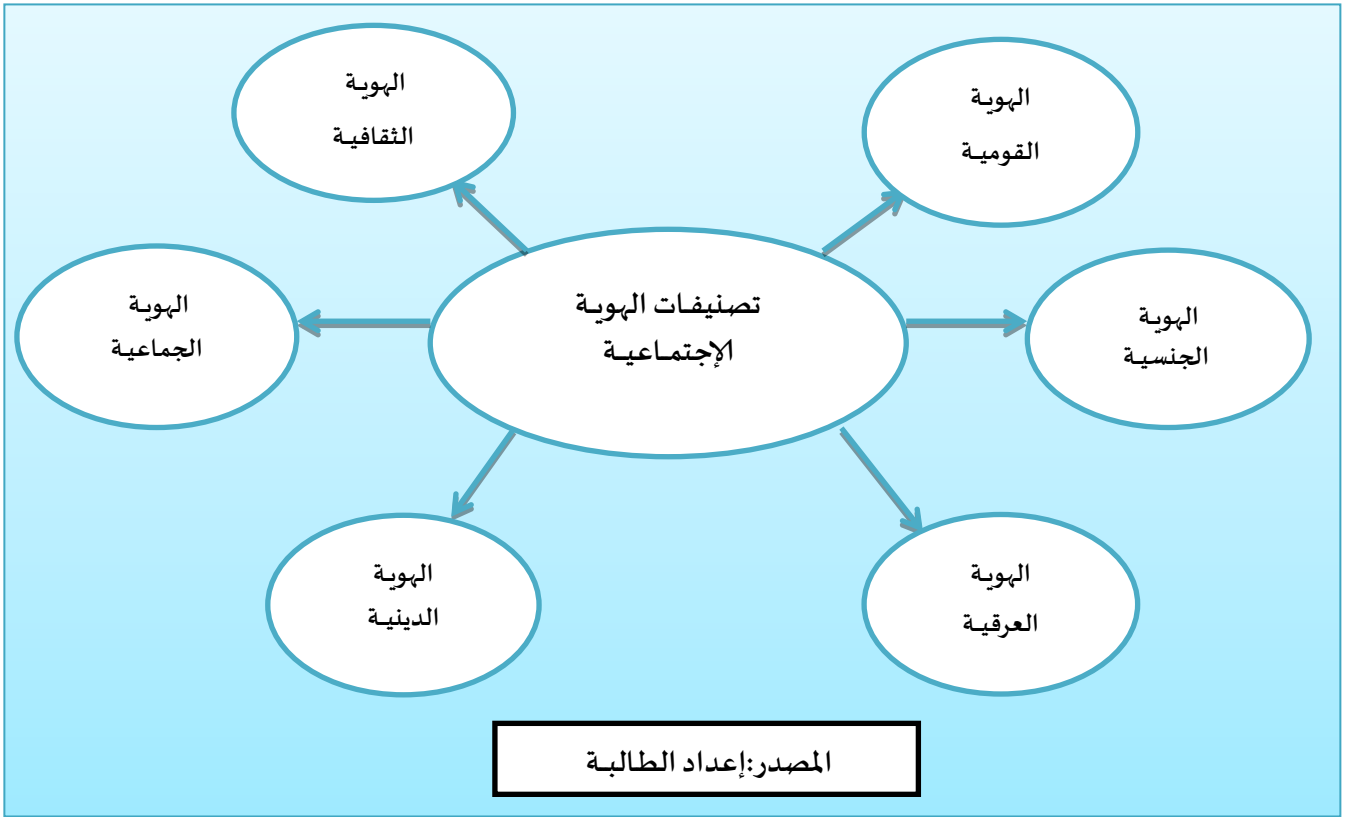 الهوية
الثقافية
الهوية
القومية
تصنيفات الهوية
الإجتماعية
الهوية
الجماعية
الهوية
الجنسية
الهوية
الدينية
الهوية
العرقية
المصدر:إعداد الطالبة